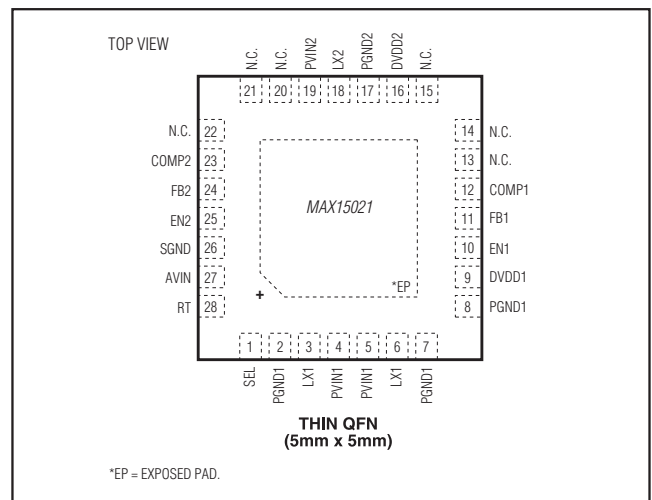 TOP VIEW
N.C.
N.C.
PVIN2
LX2
PGND2
DVDD2
N.C.
21 20 19 18 17 16 15
N.C. 22
COMP2 23
FB2 24
EN2 25
SGND 26
AVIN 27
RT 28
MAX15021
*EP
+
14 N.C.
13 N.C.
12 COMP1
11 FB1
10 EN1
9 DVDD1
8 PGND1
1 2 3 4 5 6 7
SEL
PGND1
LX1
PVIN1
PVIN1
LX1
PGND1
THIN QFN
(5mm x 5mm)
*EP = EXPOSED PAD.